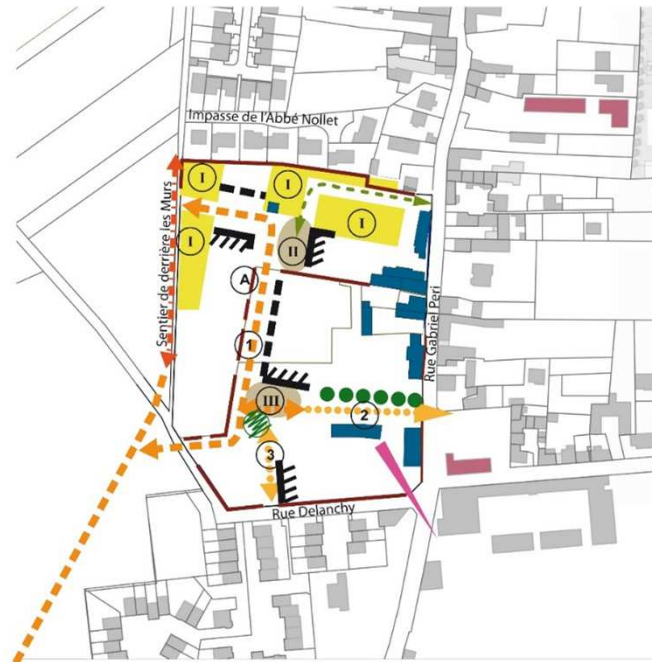 Impasse de l'Abbé Nollet
I
I
I
I
II
Sentier de derrière les Murs
A
1
Rue Gabriel Peri
III
2
3
Rue Delanchy